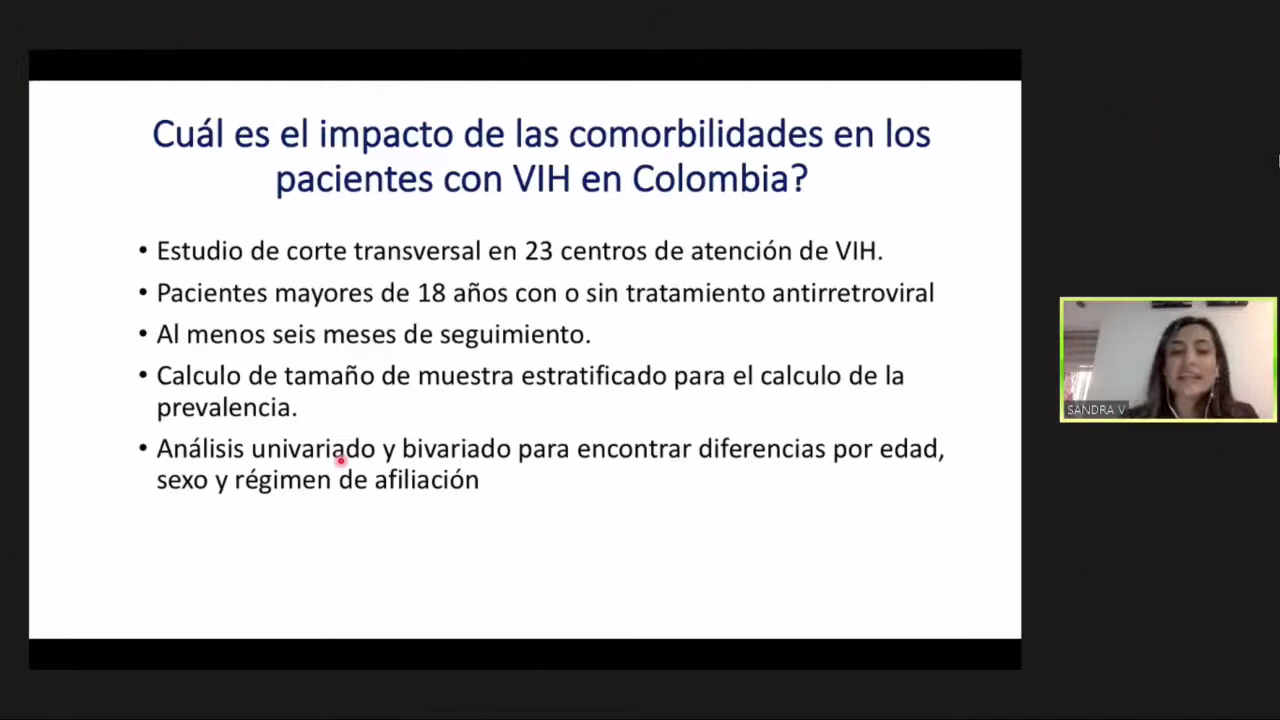 Cuál es el impacto de las comorbilidades en los
pacientes con VIH en Colombia?
• Estudio de corte transversal en 23 centros de atención de VIH.
• Pacientes mayores de 18 años con o sin tratamiento antirretroviral
• Al menos seis meses de seguimiento.
• Calculo de tamaño de muestra estratificado para el calculo de la
prevalencia.
• Análisis univariado y bivariado para encontrar diferencias por edad,
sexo y régimen de afiliación
SANDRA V